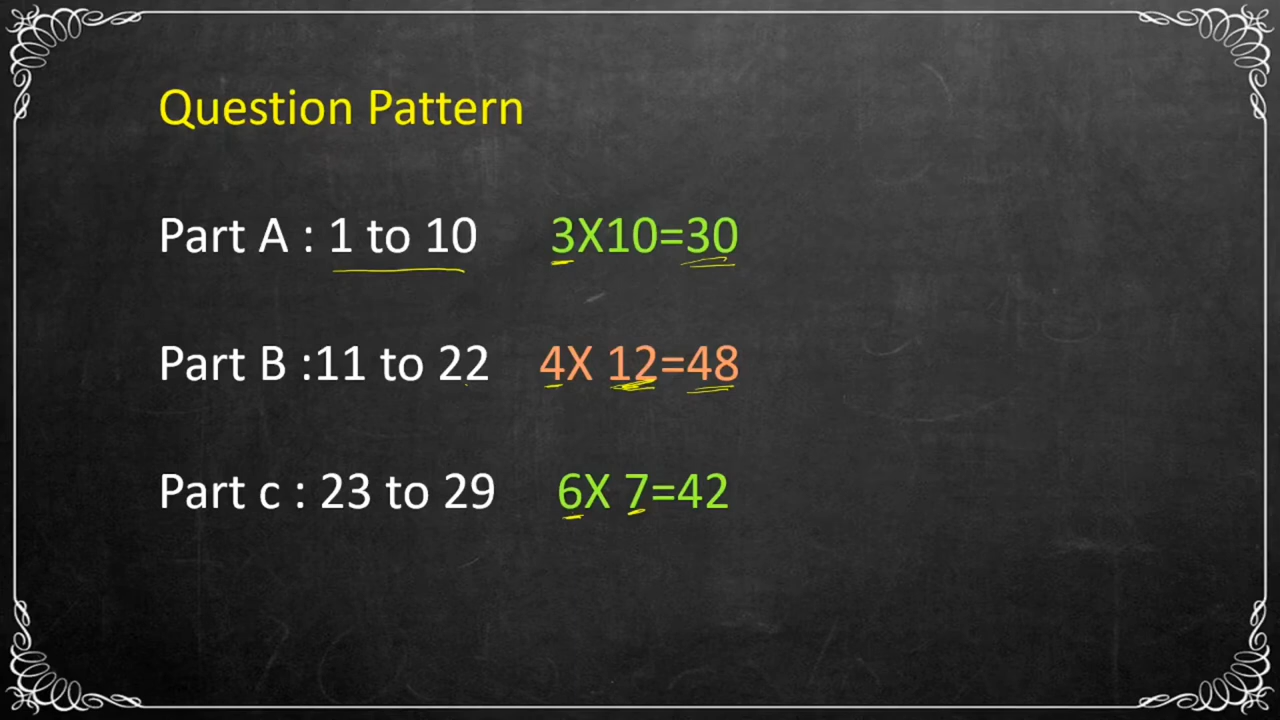 Question Pattern
Part A : 1 to 10 3X10=30
Part B :11 to 22 4X 12=48
Part c : 23 to 29 6X 7=42